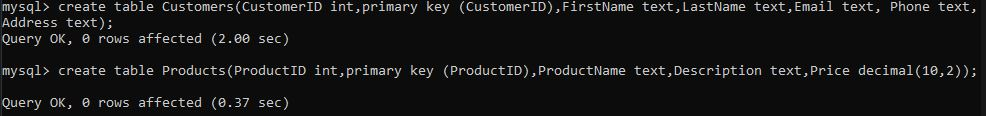 mysql> create table Customers(CustomerID int,primary key (CustomerID),FirstName text,LastName text,Email text, Phone text,
Address text);
Query OK, 0 rows affected (2.00 sec)
mysql> create table Products(ProductID int,primary key (ProductID),ProductName text,Description text,Price decimal(10,2));
Query OK, 0 rows affected (0.37 sec)